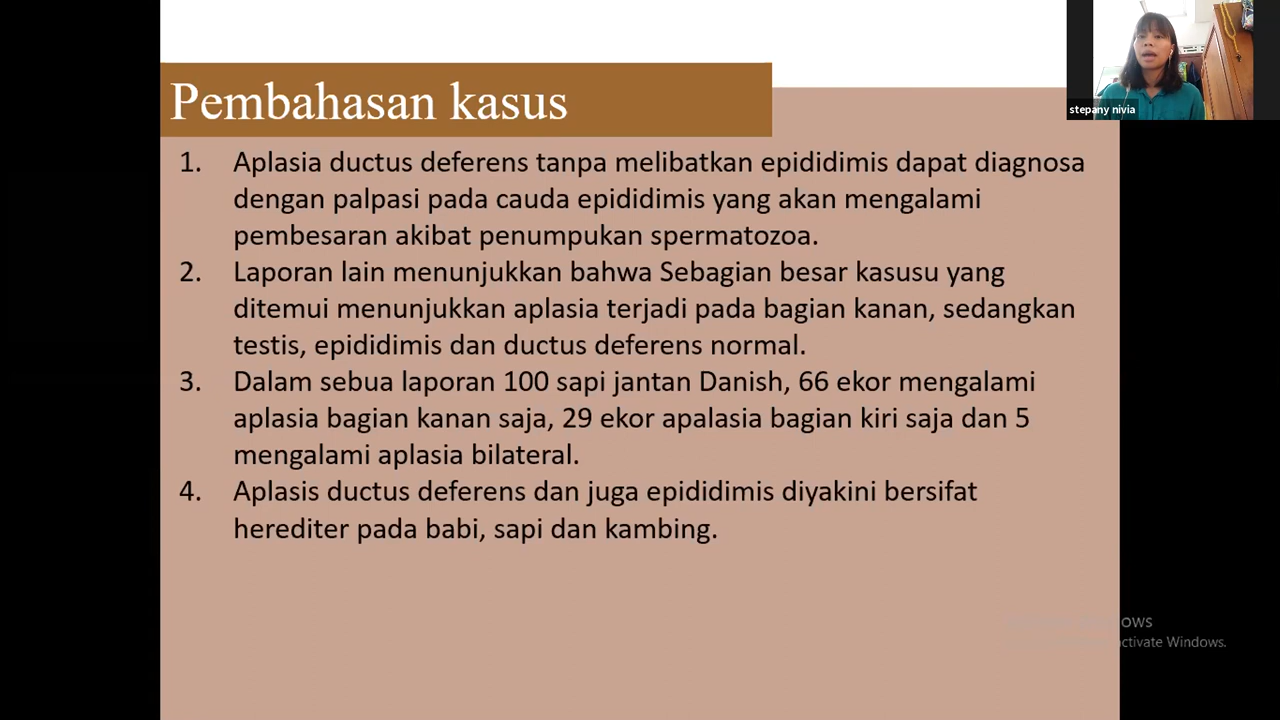 Pembahasan kasus
stepany nivia
1. Aplasia ductus deferens tanpa melibatkan epididimis dapat diagnosa
dengan palpasi pada cauda epididimis yang akan mengalami
pembesaran akibat penumpukan spermatozoa.
2. Laporan lain menunjukkan bahwa Sebagian besar kasusu yang
ditemui menunjukkan aplasia terjadi pada bagian kanan, sedangkan
testis, epididimis dan ductus deferens normal.
3. Dalam sebua laporan 100 sapi jantan Danish, 66 ekor mengalami
aplasia bagian kanan saja, 29 ekor apalasia bagian kiri saja dan 5
mengalami aplasia bilateral.
4. Aplasis ductus deferens dan juga epididimis diyakini bersifat
herediter pada babi, sapi dan kambing.
Windows.